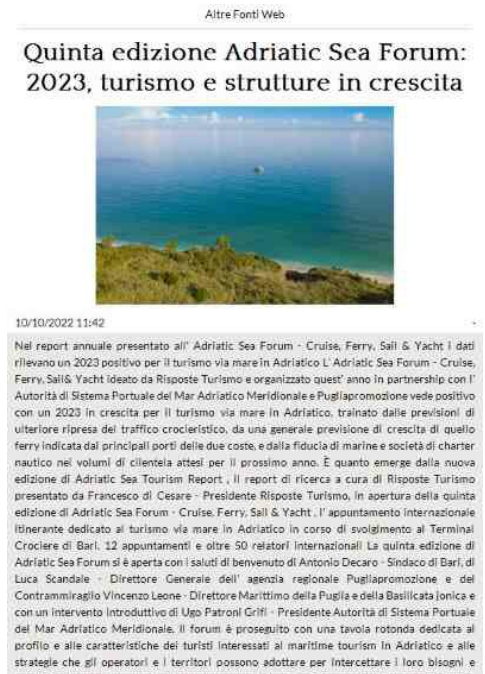 Altre Fonti Web
Quinta edizione Adriatic Sea Forum:
2023, turismo e strutture in crescita
10/10/2022 11:42
Nel report annuale presentato all' Adriatic Sea Forum - Cruise, Ferry, Sail & Yacht i dati
rilevano un 2023 positivo per il turismo via mare in Adriatico L' Adriatic Sea Forum - Cruise,
Ferry, Sail& Yacht ideato da Risposte Turismo e organizzato quest' anno in partnership con l'
Autorità di Sistema Portuale del Mar Adriatico Meridionale e Pugliapromozione vede positivo
con un 2023 in crescita per il turismo via mare in Adriatico, trainato dalle previsioni di
ulteriore ripresa del traffico crocieristico, da una generale previsione di crescita di quello
ferry indicata dai principali porti delle due coste, e dalla fiducia di marine e società di charter
nautico nei volumi di clientela attesi per il prossimo anno. È quanto emerge dalla nuova
edizione di Adriatic Sea Tourism Report , il report di ricerca a cura di Risposte Turismo
presentato da Francesco di Cesare - Presidente Risposte Turismo, in apertura della quinta
edizione di Adriatic Sea Forum - Cruise, Ferry, Sail & Yacht , l' appuntamento internazionale
itinerante dedicato al turismo via mare in Adriatico in corso di svolgimento al Terminal
Crociere di Bari. 12 appuntamenti e oltre 50 relatori internazionali La quinta edizione di
Adriatic Sea Forum si è aperta con i saluti di benvenuto di Antonio Decaro - Sindaco di Bari, di
Luca Scandale - Direttore Generale dell' agenzia regionale Pugliapromozione e del
Contrammiraglio Vincenzo Leone - Direttore Marittimo della Puglia e della Basilicata jonica e
con un intervento introduttivo di Ugo Patroni Griffi - Presidente Autorità di Sistema Portuale
del Mar Adriatico Meridionale. Il forum è proseguito con una tavola rotonda dedicata al
profilo e alle caratteristiche dei turisti interessati al maritime tourism in Adriatico e alle
strategie che gli operatori e i territori possono adottare per intercettare i loro bisogni e